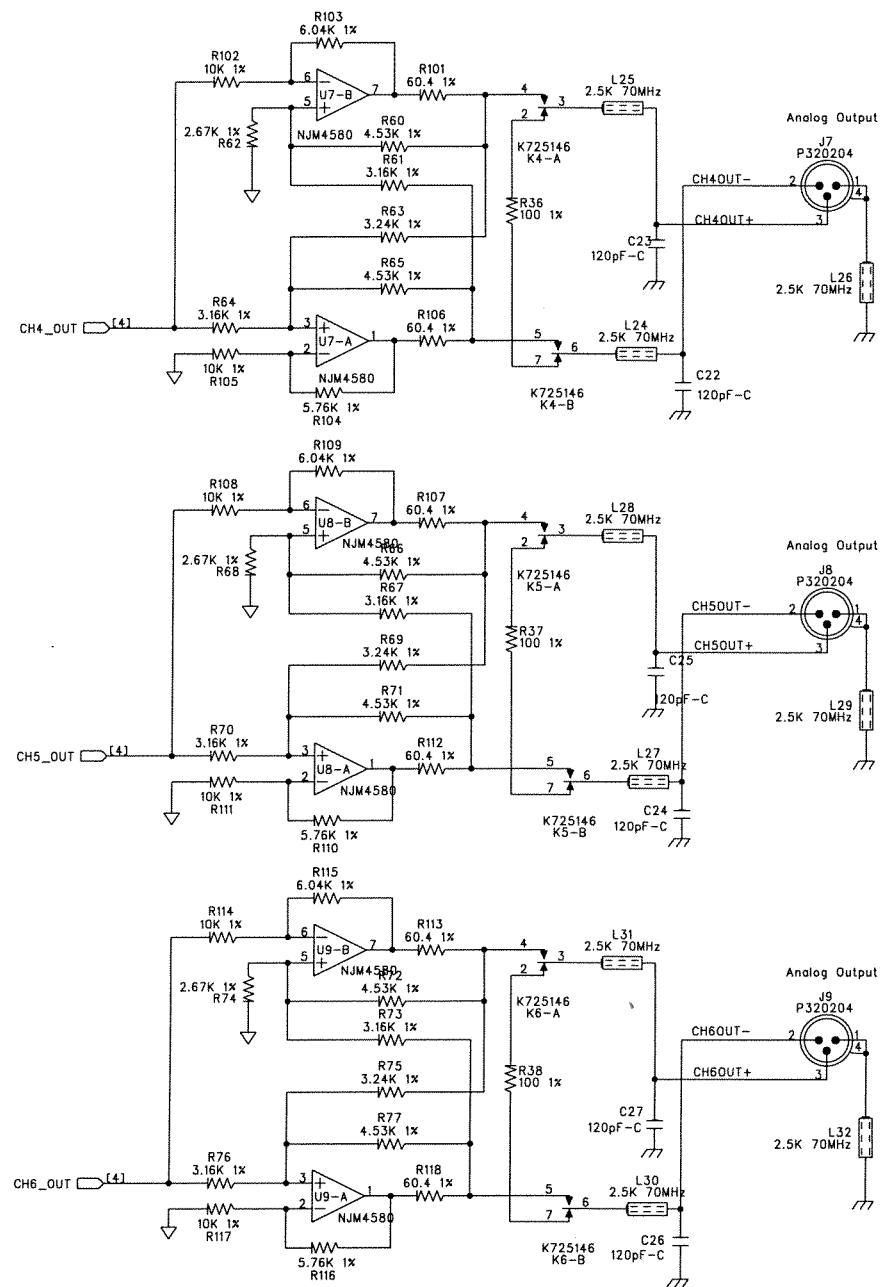 R103
6.04K 1%
R102
10K 1%
6
5
U7-B
7
R101
60.4 1%
4
2
3
L25
2.5K 70MHz
2.67K 1%
R62
NJM4580
R60
4.53K 1%
R61
3.16K 1%
K725146
K4-A
Analog Output
J7
P320204
CH4OUT-
2
1
4
3
R63
3.24K 1%
R36
100 1%
CH4OUT+
C23
120pF-C
R65
4.53K 1%
L26
2.5K 70MHz
R64
3.16K 1%
CH4_OUT
[4]
3
2
U7-A
1
R106
60.4 1%
5
7
6
L24
2.5K 70MHz
10K 1%
R105
NJM4580
K725146
K4-B
C22
120pF-C
5.76K 1%
R104
R109
6.04K 1%
R108
10K 1%
6
5
U8-B
7
R107
60.4 1%
4
2
3
L28
2.5K 70MHz
2.67K 1%
R68
NJM4580
R66
4.53K 1%
R67
3.16K 1%
K725146
K5-A
Analog Output
J8
P320204
CH5OUT-
2
1
4
3
R69
3.24K 1%
R37
100 1%
CH5OUT+
C25
120pF-C
R71
4.53K 1%
L29
2.5K 70MHz
R70
3.16K 1%
CH5_OUT
[4]
3
2
U8-A
1
R112
60.4 1%
5
7
6
L27
2.5K 70MHz
10K 1%
R111
NJM4580
K725146
K5-B
C24
120pF-C
5.76K 1%
R110
R115
6.04K 1%
R114
10K 1%
6
5
U9-B
7
R113
60.4 1%
4
2
3
L31
2.5K 70MHz
2.67K 1%
R74
NJM4580
R72
4.53K 1%
R73
3.16K 1%
K725146
K6-A
Analog Output
J9
P320204
CH6OUT-
2
1
4
3
R75
3.24K 1%
R38
100 1%
CH6OUT+
C27
120pF-C
R77
4.53K 1%
L32
2.5K 70MHz
R76
3.16K 1%
CH6_OUT
[4]
3
2
U9-A
1
R118
60.4 1%
5
7
6
L30
2.5K 70MHz
10K 1%
R117
NJM4580
K725146
K6-B
C26
120pF-C
5.76K 1%
R116